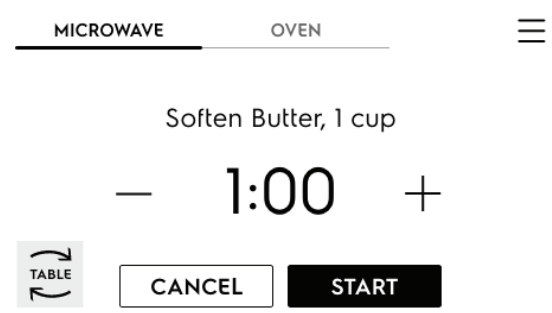 MICROWAVE OVEN
Soften Butter, 1 cup
1:00
TABLE
CANCEL START